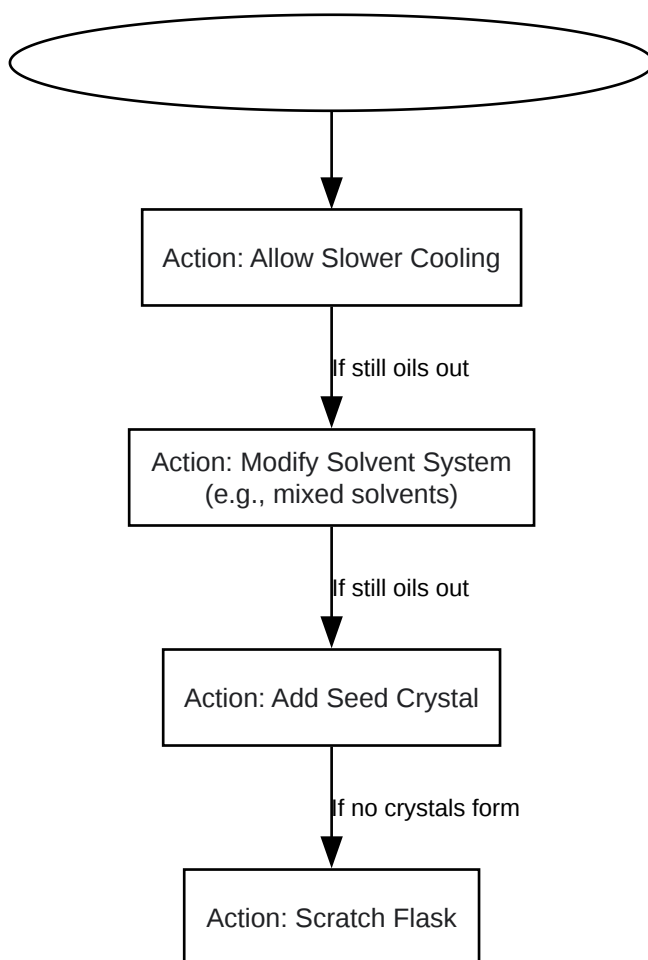 Action: Allow Slower Cooling
If still oils out
Action: Modify Solvent System
(e.g., mixed solvents)
If still oils out
Action: Add Seed Crystal
If no crystals form
Action: Scratch Flask